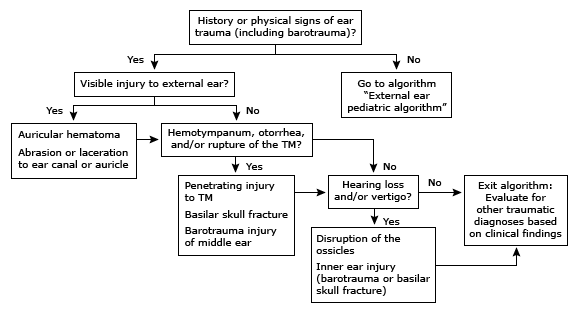 History or physical signs of ear
trauma (including barotrauma)?
Yes
No
Visible injury to external ear?
Go to algorithm
“External ear
pediatric algorithm”
Yes
No
Auricular hematoma
Abrasion or laceration
to ear canal or auricle
Hemotympanum, otorrhea,
and/or rupture of the TM?
Yes
No
Penetrating injury
to TM
Basilar skull fracture
Barotrauma injury
of middle ear
Hearing loss
and/or vertigo?
No
Yes
Exit algorithm:
Evaluate for
other traumatic
diagnoses based
on clinical findings
Disruption of the
ossicles
Inner ear injury
(barotrauma or basilar
skull fracture)